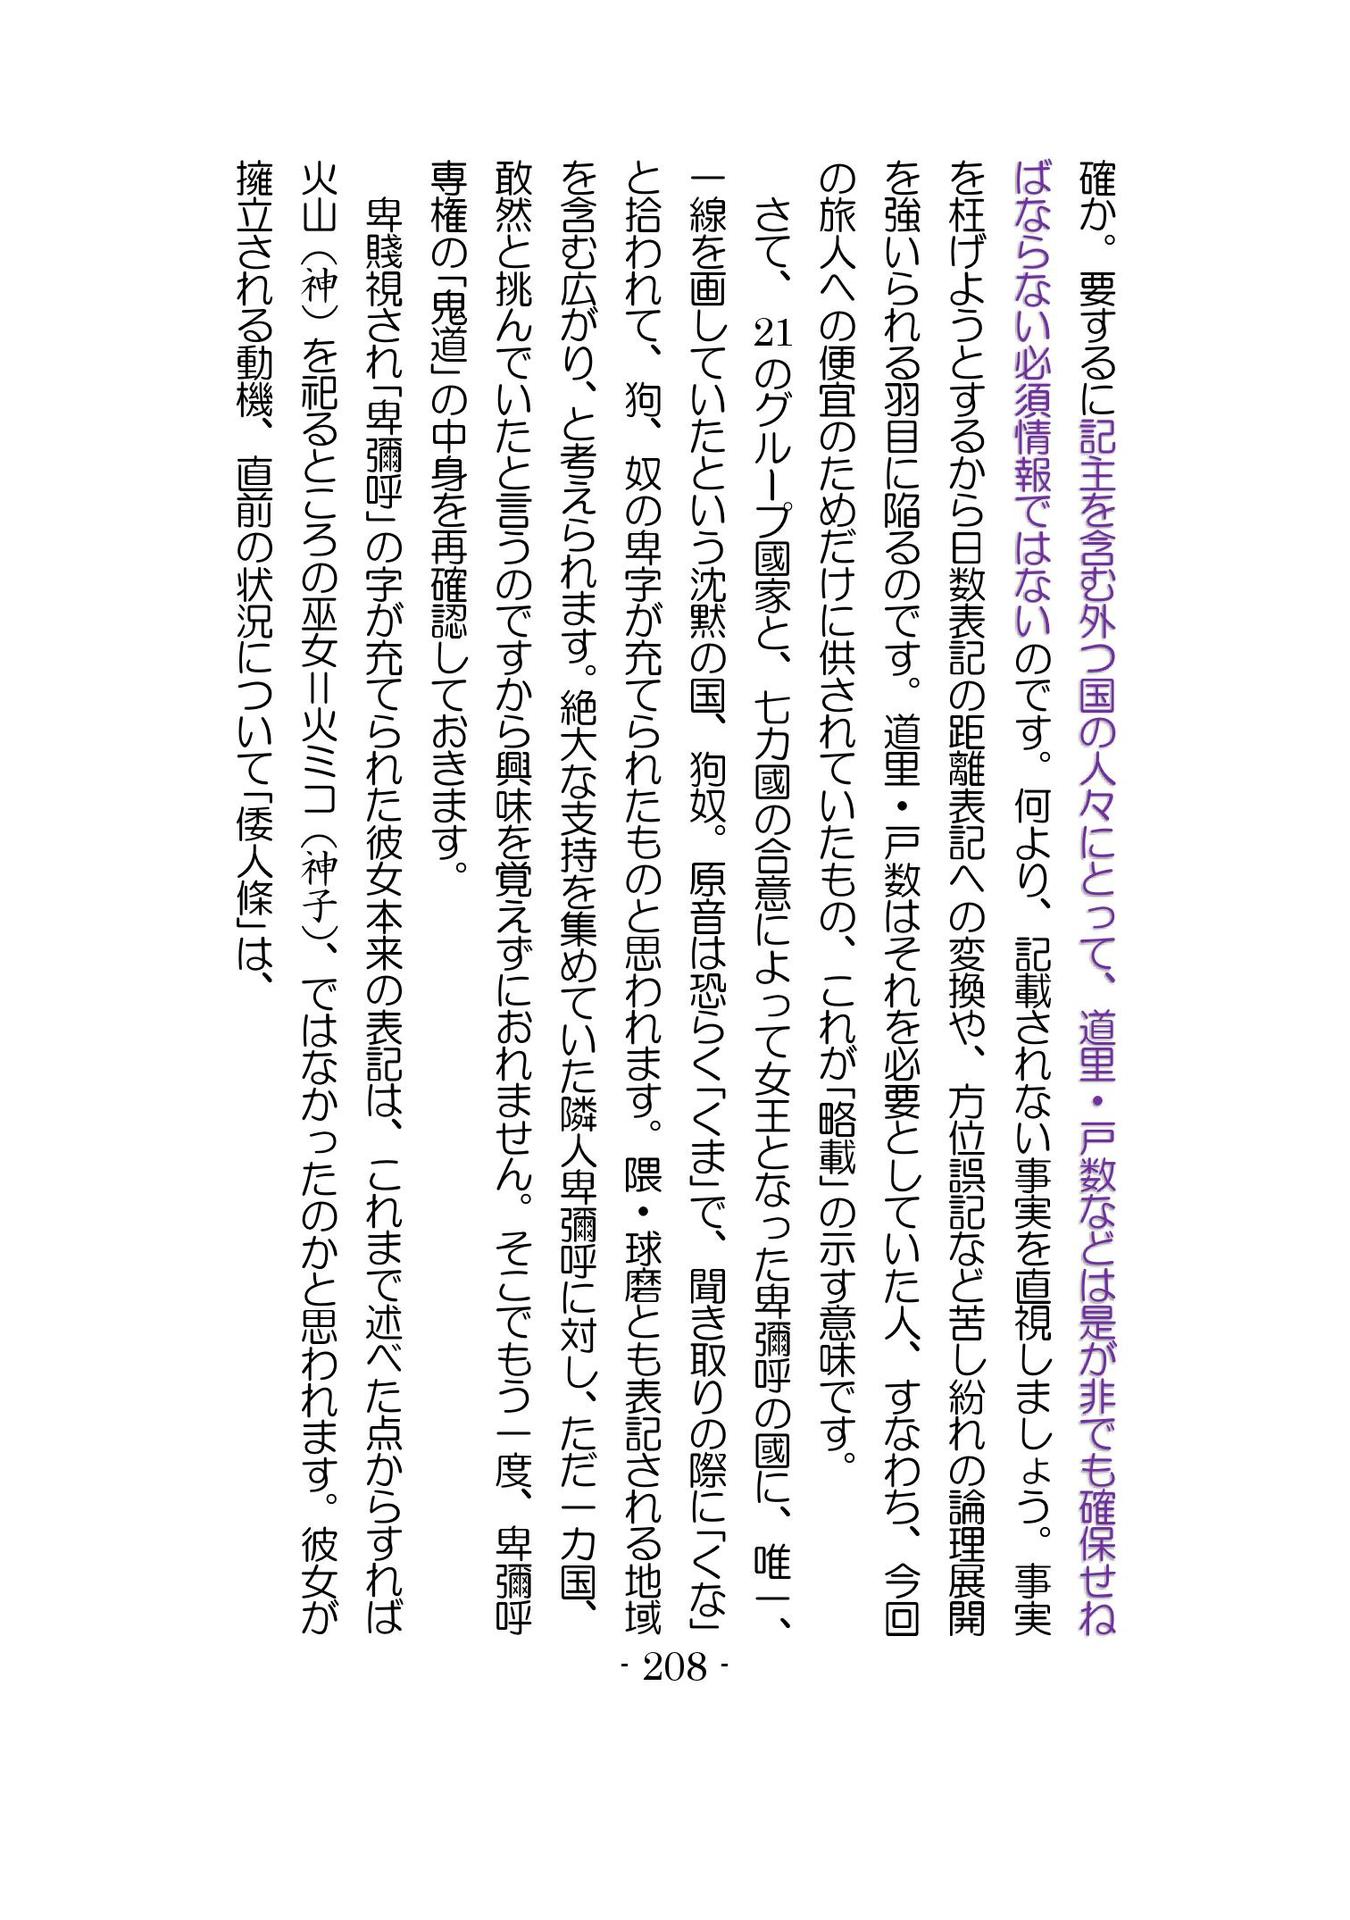 確か。要するに記主を含む外つ国の人々にとって、道里・戸数などは是が非でも確保せね
ばならない必須情報ではないのです。何より、記載されない事実を直視しましょう。事実
を枉げようとするから日数表記の距離表記への変換や、方位誤記など苦し紛れの論理展開
を強いられる羽目に陥るのです。道里・戸数はそれを必要としていた人、すなわち、今回
の旅人への便宜のためだけに供されていたもの、これが「略載」の示す意味です。
さて、21のグループ國家と、七カ國の合意によって女王となった卑彌呼の國に、唯一、
一線を画していたという沈黙の国、狗奴。原音は恐らく「くま」で、聞き取りの際に「くな」
と拾われて、狗、奴の卑字が充てられたものと思われます。隈・球磨とも表記される地域
を含む広がり、と考えられます。絶大な支持を集めていた隣人卑彌呼に対し、ただ一カ国、
敢然と挑んでいたと言うのですから興味を覚えずにおれません。そこでもう一度、卑彌呼
専権の「鬼道」の中身を再確認しておきます。
卑賤視され「卑彌呼」の字が充てられた彼女本来の表記は、これまで述べた点からすれば
火山（神）を祀るところの巫女＝火ミコ（神子）、ではなかったのかと思われます。彼女が
擁立される動機、直前の状況について「倭人條」は、
- 208 -